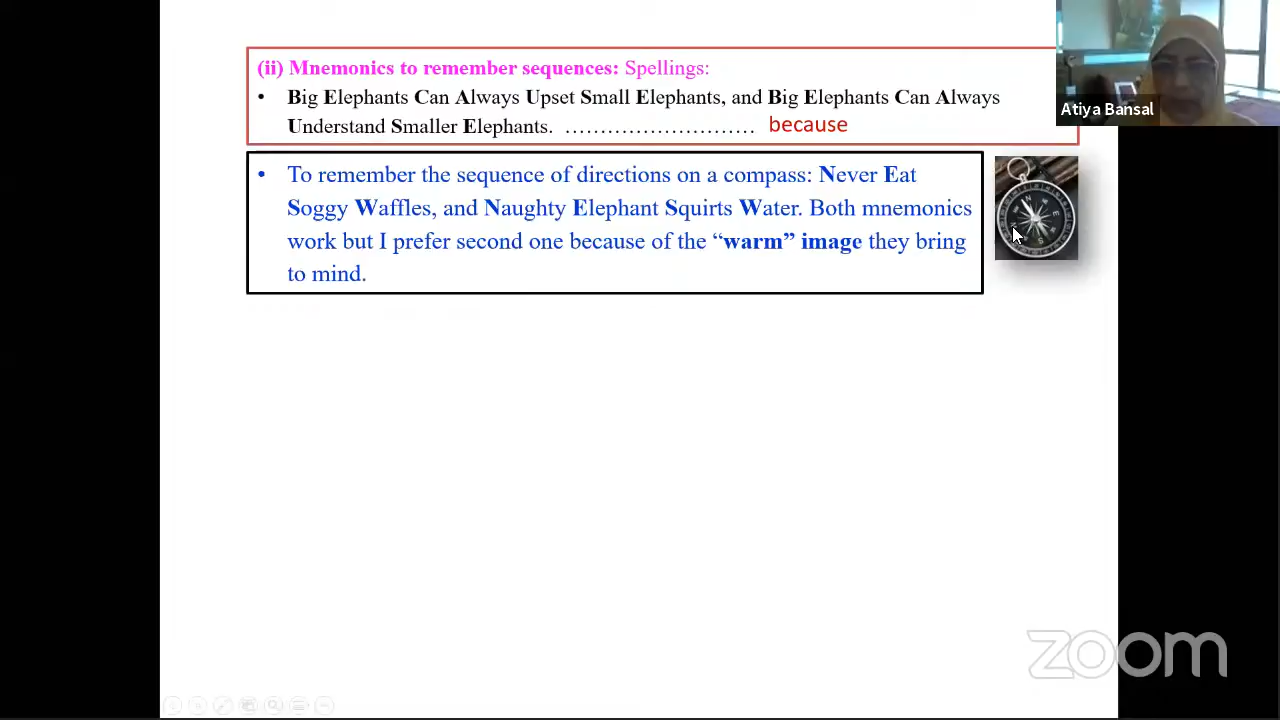 (ii) Mnemonics to remember sequences: Spellings:
• Big Elephants Can Always Upset Small Elephants, and Big Elephants Can Always
Understand Smaller Elephants. ………………………… because
• To remember the sequence of directions on a compass: Never Eat
Soggy Waffles, and Naughty Elephant Squirts Water. Both mnemonics
work but I prefer second one because of the “warm” image they bring
to mind.
Atiya Bansal
zoom